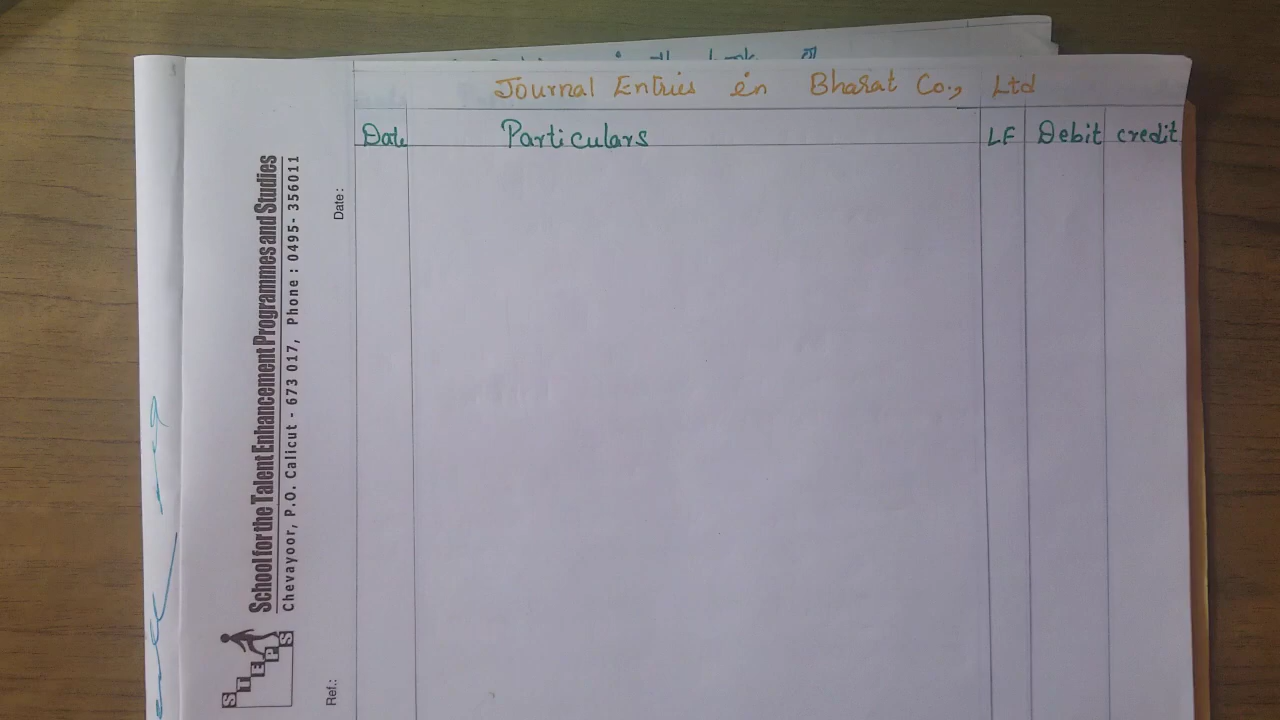 Journal Entries in Bharat Co., Ltd
Date Particulars LF Debit credit
School for the Talent Enhancement Programmes and Studies
Chevayoor, P.O. Calicut - 673 017, Phone : 0495- 356011
STEPS
Ref.: Date: